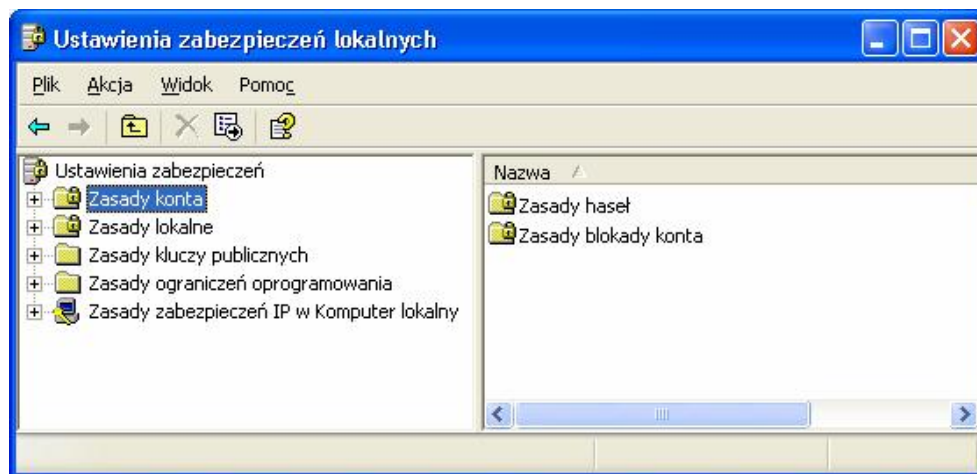 Ustawienia zabezpieczeń lokalnych
Plik Akcja Widok Pomoc
Ustawienia zabezpieczeń
Zasady konta
Zasady lokalne
Zasady kluczy publicznych
Zasady ograniczeń oprogramowania
Zasady zabezpieczeń IP w Komputer lokalny
Nazwa
Zasady haseł
Zasady blokady konta